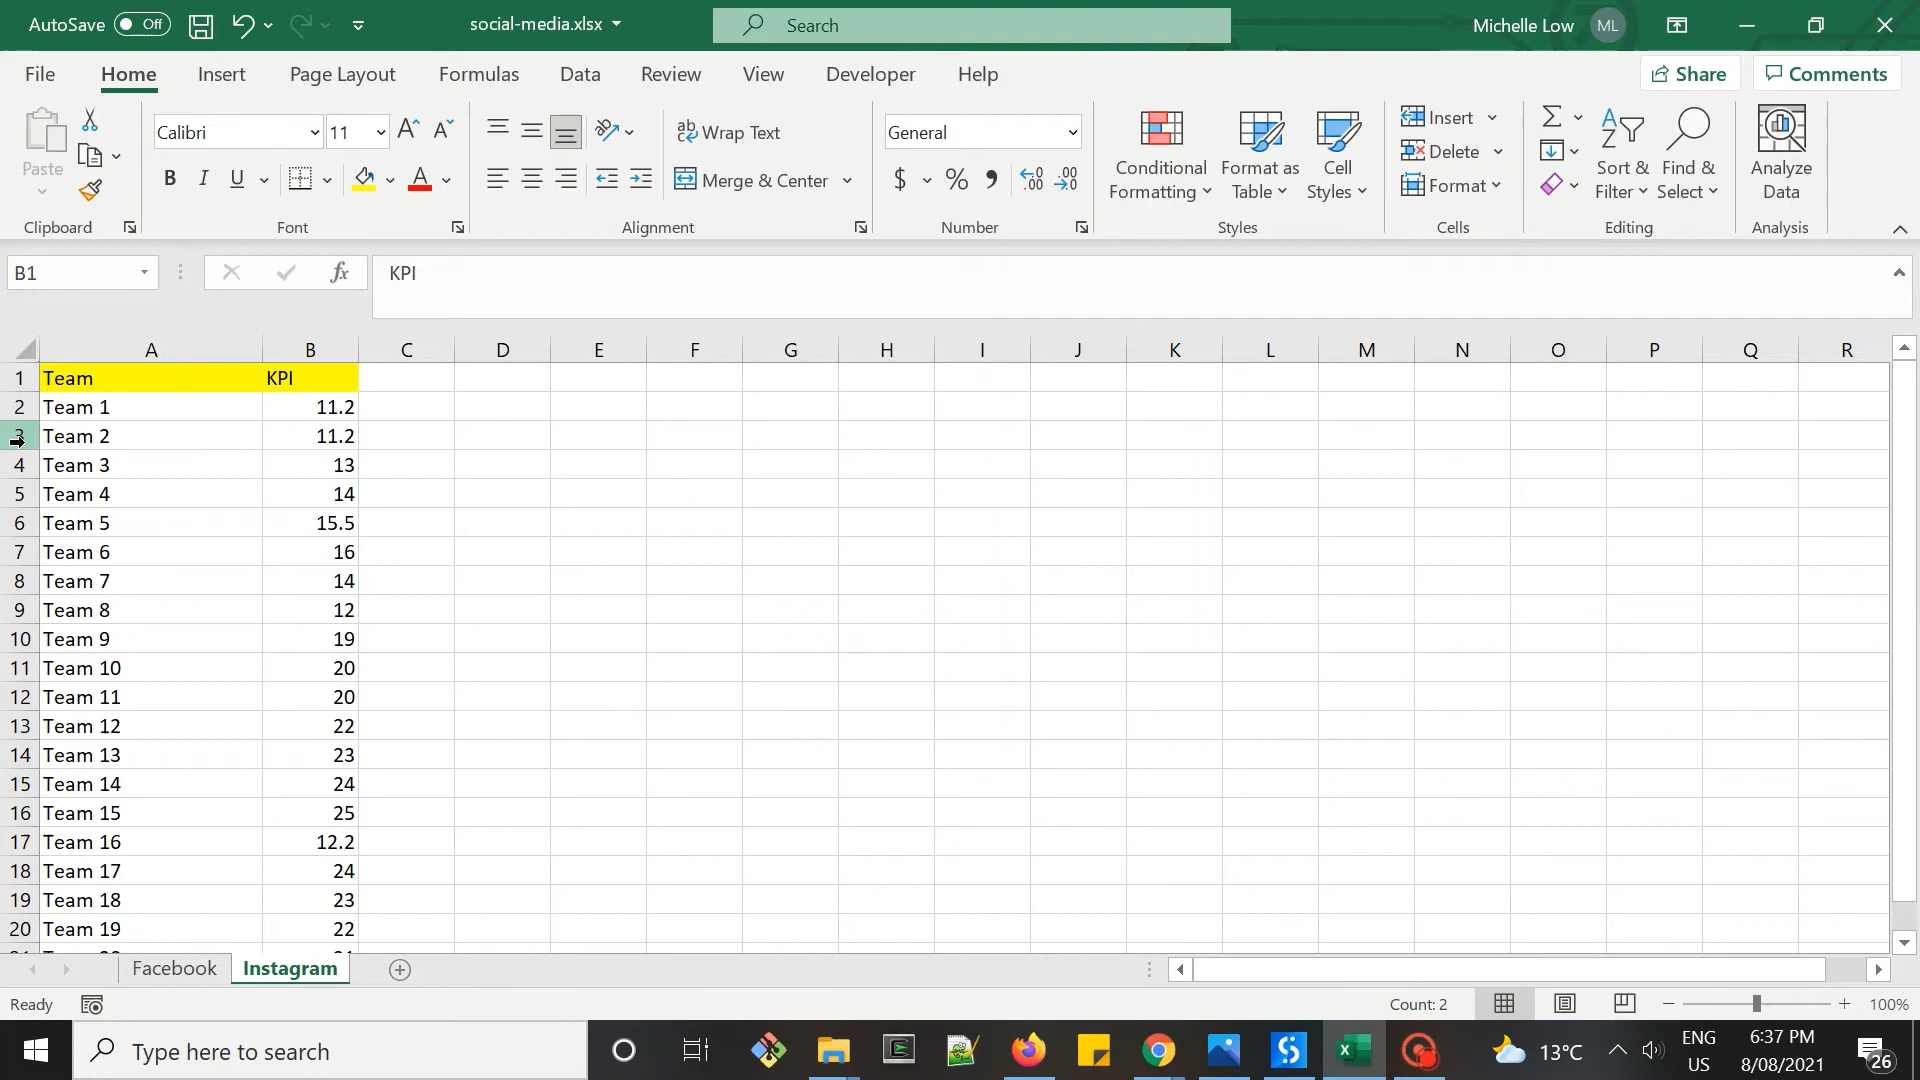 AutoSave Off social-media.xlsx Search Michelle Low ML
File Home Insert Page Layout Formulas Data Review View Developer Help Share Comments
Paste Calibri 11 Wrap Text General Conditional Formatting Format as Table Cell Styles Insert Delete Format Sort & Filter Find & Select Analyze Data
B I U A Merge & Center $ %
Clipboard Font Alignment Number Styles Cells Editing Analysis
B1 fx KPI
A B C D E F G H I J K L M N O P Q R
1 Team KPI
2 Team 1 11.2
3 Team 2 11.2
4 Team 3 13
5 Team 4 14
6 Team 5 15.5
7 Team 6 16
8 Team 7 14
9 Team 8 12
10 Team 9 19
11 Team 10 20
12 Team 11 20
13 Team 12 22
14 Team 13 23
15 Team 14 24
16 Team 15 25
17 Team 16 12.2
18 Team 17 24
19 Team 18 23
20 Team 19 22
Facebook Instagram
Ready Count: 2 100%
Type here to search 13°C ENG US 6:37 PM 8/08/2021 26